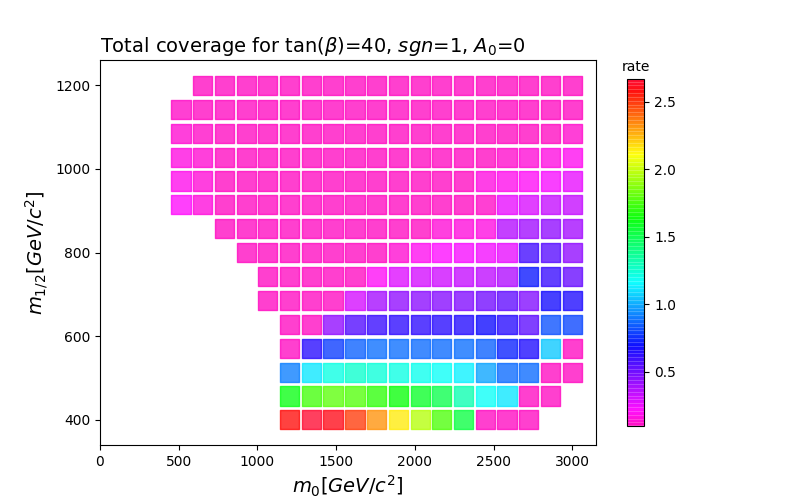 Total coverage for tan(β)=40, sgn=1, A₀=0
rate
1200
1000
800
600
400
m₁/₂[GeV/c²]
0 500 1000 1500 2000 2500 3000
m₀[GeV/c²]
2.5
2.0
1.5
1.0
0.5